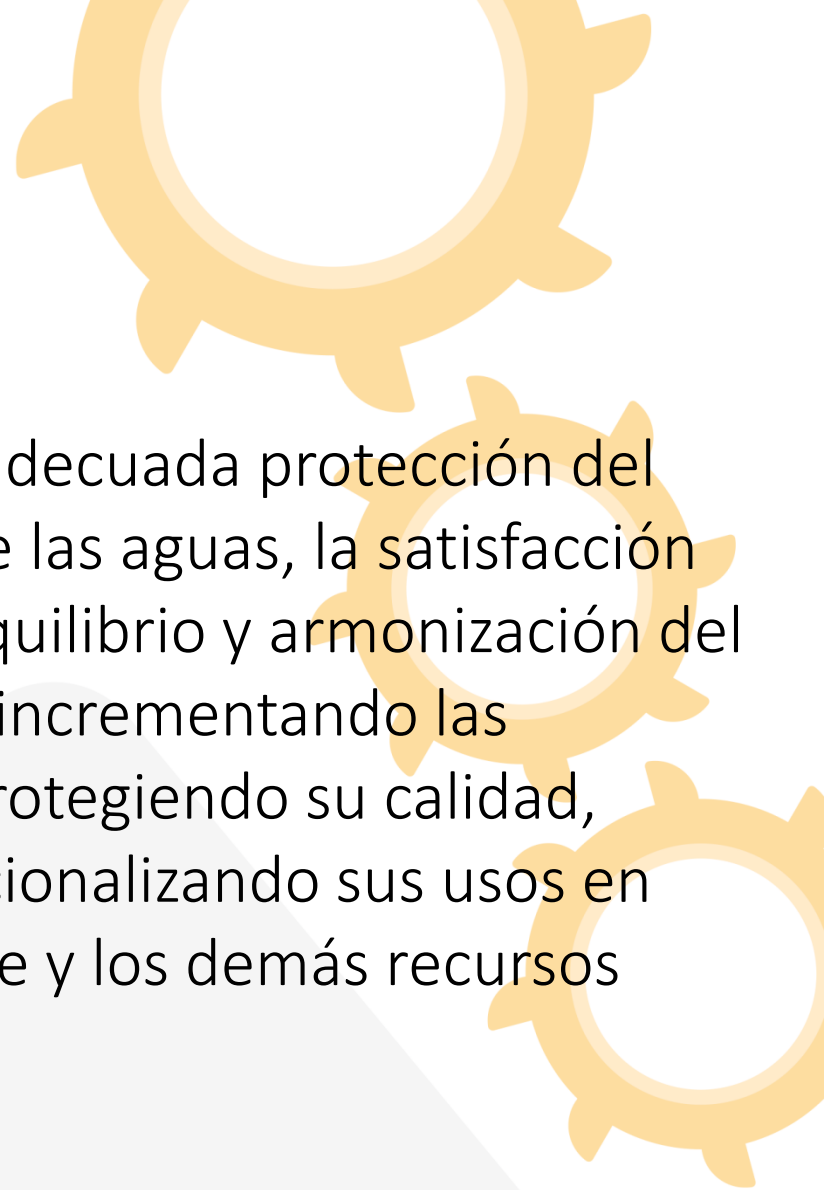 decuada protección del
e las aguas, la satisfacción
quilibrio y armonización del
incrementando las
rotegiendo su calidad,
cionalizando sus usos en
e y los demás recursos